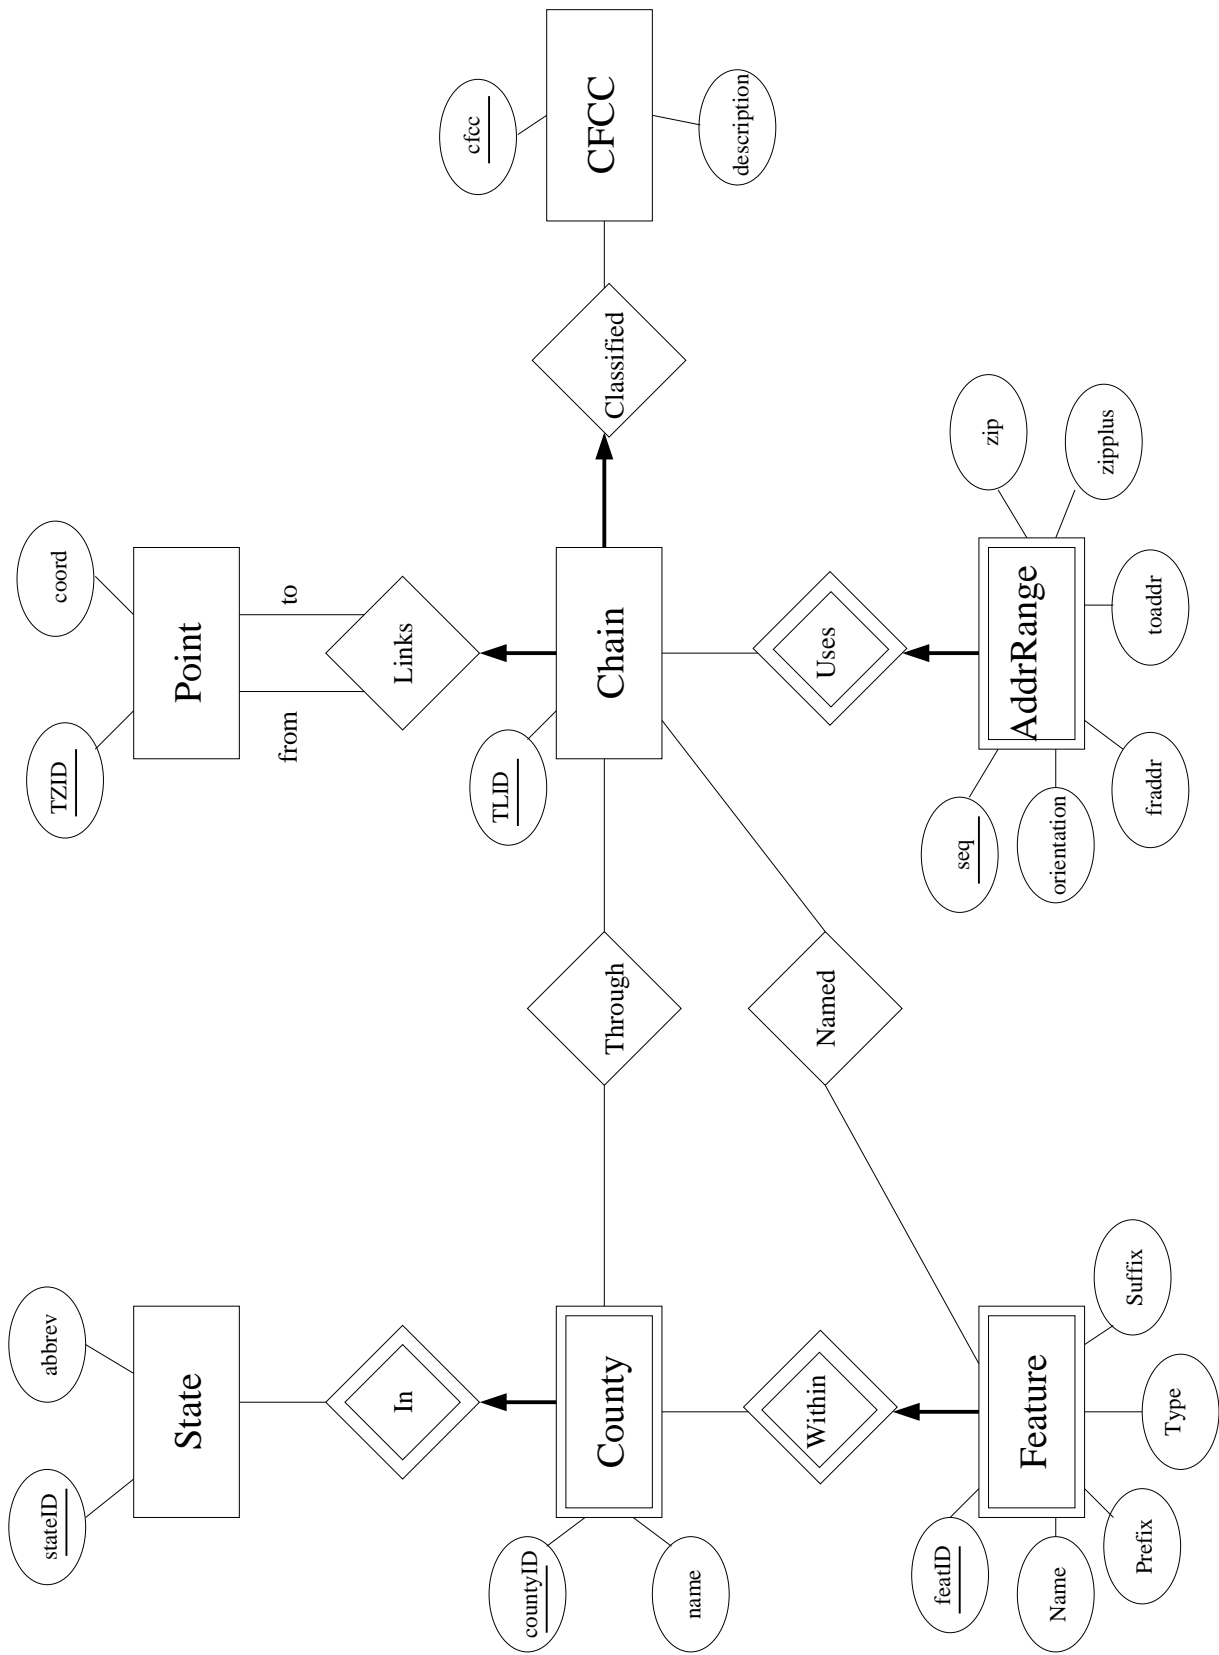 stateID
abbrev
State
In
countyID
name
County
Within
featID
Name
Prefix
Type
Suffix
Feature
Through
Named
TZID
coord
Point
from
to
Links
TLID
Chain
Uses
seq
orientation
fraddr
toaddr
zipplus
zip
AddrRange
Classified
cfcc
CFCC
description